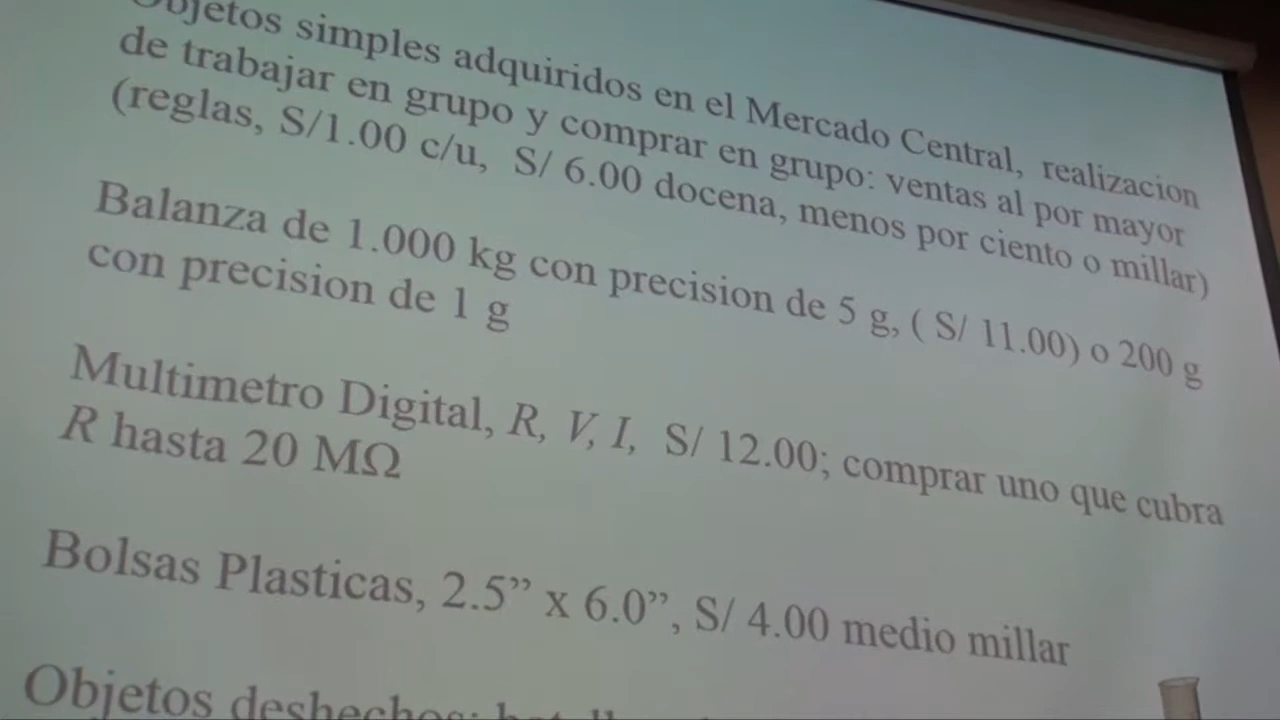 Objetos simples adquiridos en el Mercado Central, realizacion
de trabajar en grupo y comprar en grupo: ventas al por mayor
(reglas, S/1.00 c/u, S/ 6.00 docena, menos por ciento o millar)
Balanza de 1.000 kg con precision de 5 g, ( S/ 11.00) o 200 g
con precision de 1 g
Multimetro Digital, R, V, I, S/ 12.00; comprar uno que cubra
R hasta 20 MΩ
Bolsas Plasticas, 2.5” x 6.0”, S/ 4.00 medio millar
Objetos deshechos: